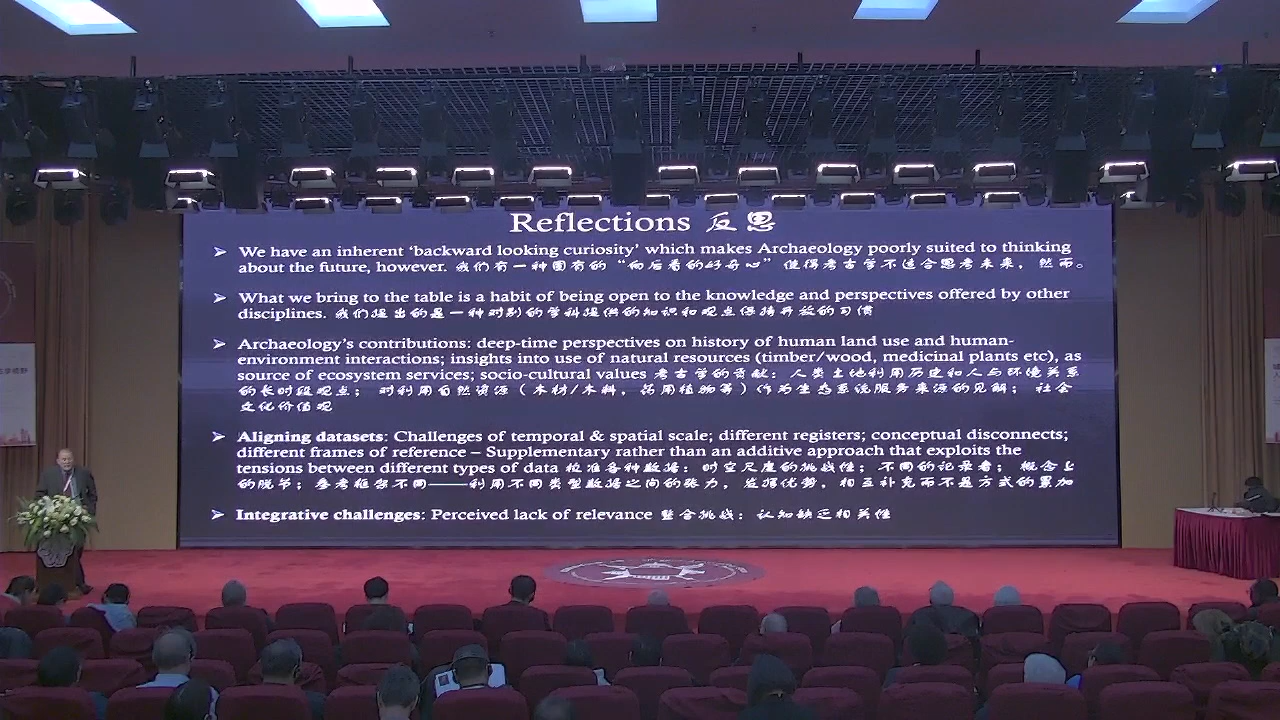 Reflections 反思
➢ We have an inherent ‘backward looking curiosity’ which makes Archaeology poorly suited to thinking
about the future, however. 我们有一种固有的“向后看的好奇心”使得考古学不适合思考未来，然而。
➢ What we bring to the table is a habit of being open to the knowledge and perspectives offered by other
disciplines. 我们提出的是一种对别的学科提供的知识和观点保持开放的习惯
➢ Archaeology’s contributions: deep-time perspectives on history of human land use and human-
environment interactions; insights into use of natural resources (timber/wood, medicinal plants etc), as
source of ecosystem services; socio-cultural values 考古学的贡献：人类土地利用历史和人与环境关系
的长时段观点；对利用自然资源（木材/木料，药用植物等）作为生态系统服务来源的见解；社会
文化价值观
➢ Aligning datasets: Challenges of temporal & spatial scale; different registers; conceptual disconnects;
different frames of reference – Supplementary rather than an additive approach that exploits the
tensions between different types of data 校准各种数据：时空尺度的挑战性；不同的记录者；概念上
的脱节；参考框架不同——利用不同类型数据之间的张力，发挥优势，相互补充而不是方式的累加
➢ Integrative challenges: Perceived lack of relevance 整合挑战：认知缺乏相关性